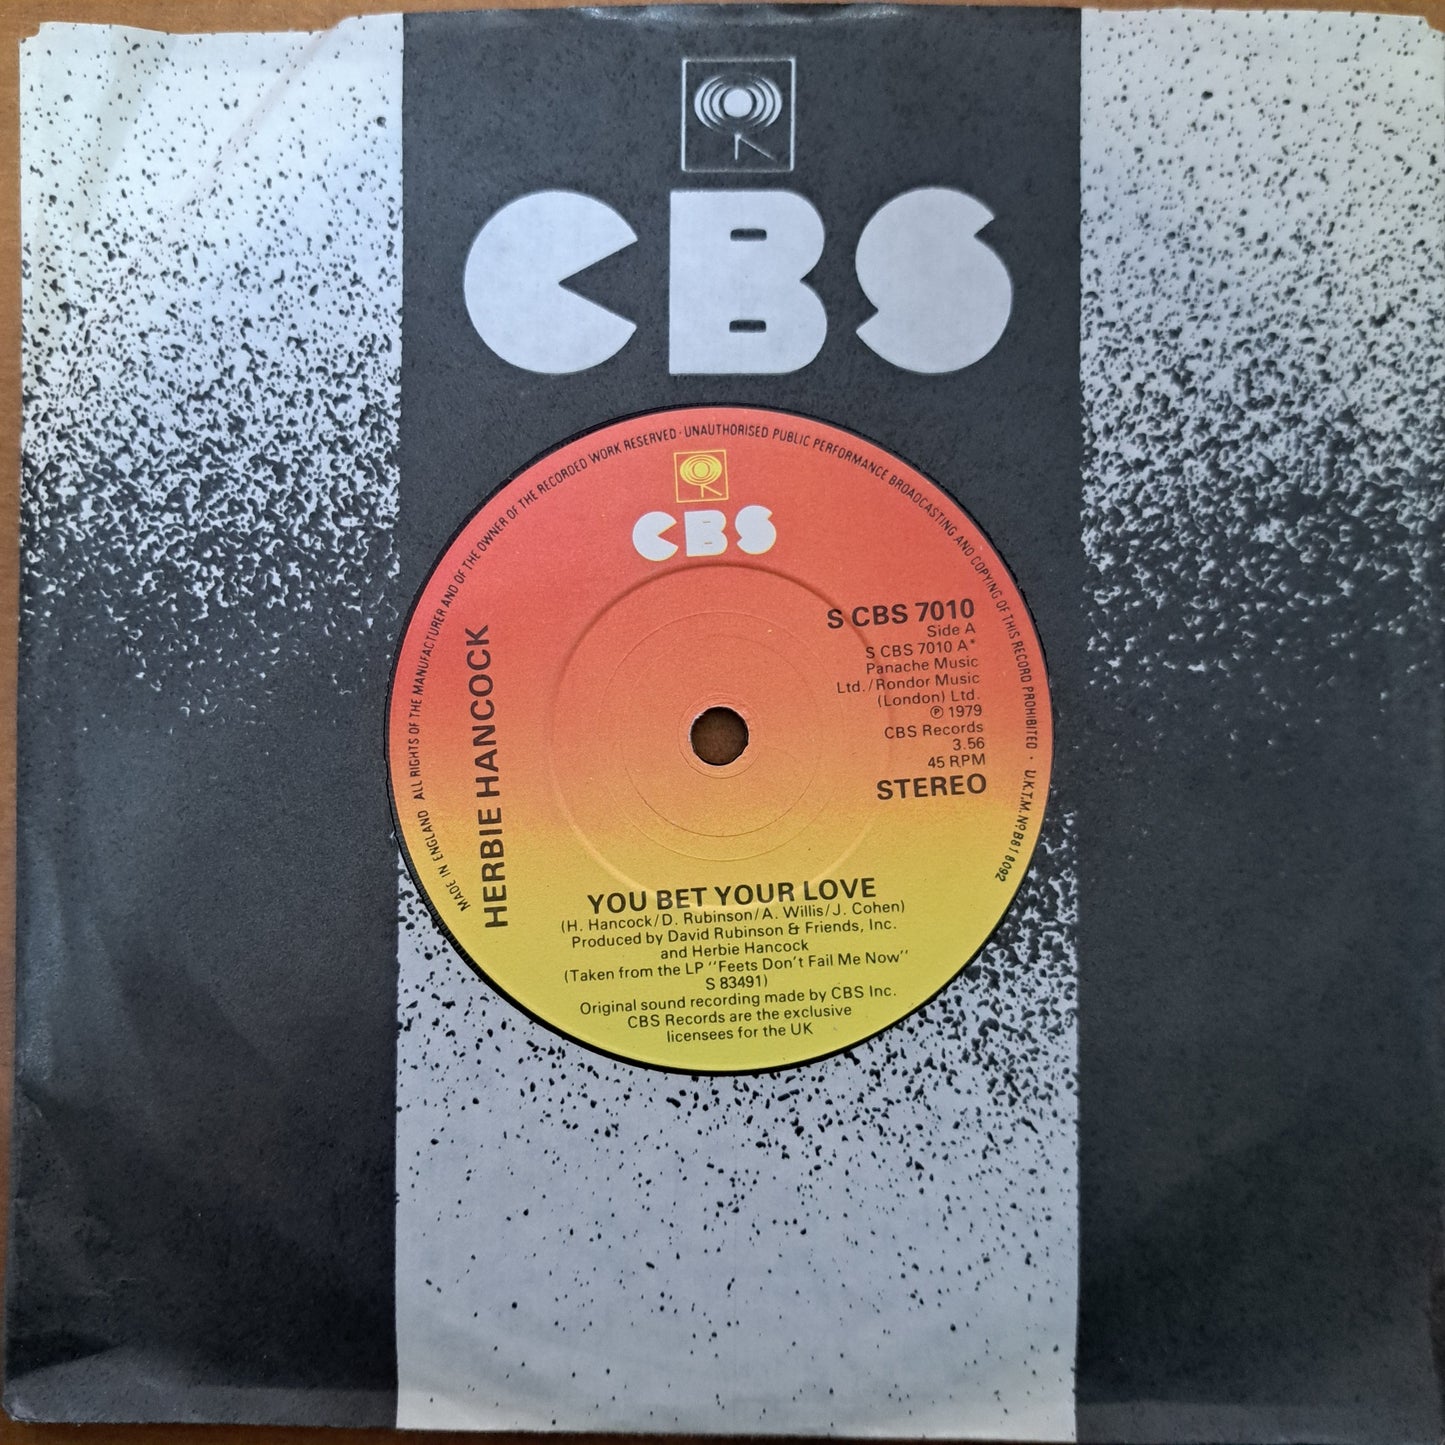 CBS
MADE IN ENGLAND ALL RIGHTS OF THE MANUFACTURER AND OF THE OWNER OF THE RECORDED WORK RESERVED · UNAUTHORISED PUBLIC PERFORMANCE BROADCASTING AND COPYING OF THIS RECORD PROHIBITED · U.K.T.M. Nº B618092
CBS
HERBIE HANCOCK
S CBS 7010
Side A
S CBS 7010 A*
Panache Music
Ltd./Rondor Music
(London) Ltd.
℗ 1979
CBS Records
3.56
45 RPM
STEREO
YOU BET YOUR LOVE
(H. Hancock/D. Rubinson/A. Willis/J. Cohen)
Produced by David Rubinson & Friends, Inc.
and Herbie Hancock
(Taken from the LP "Feets Don't Fail Me Now"
S 83491)
Original sound recording made by CBS Inc.
CBS Records are the exclusive
licensees for the UK